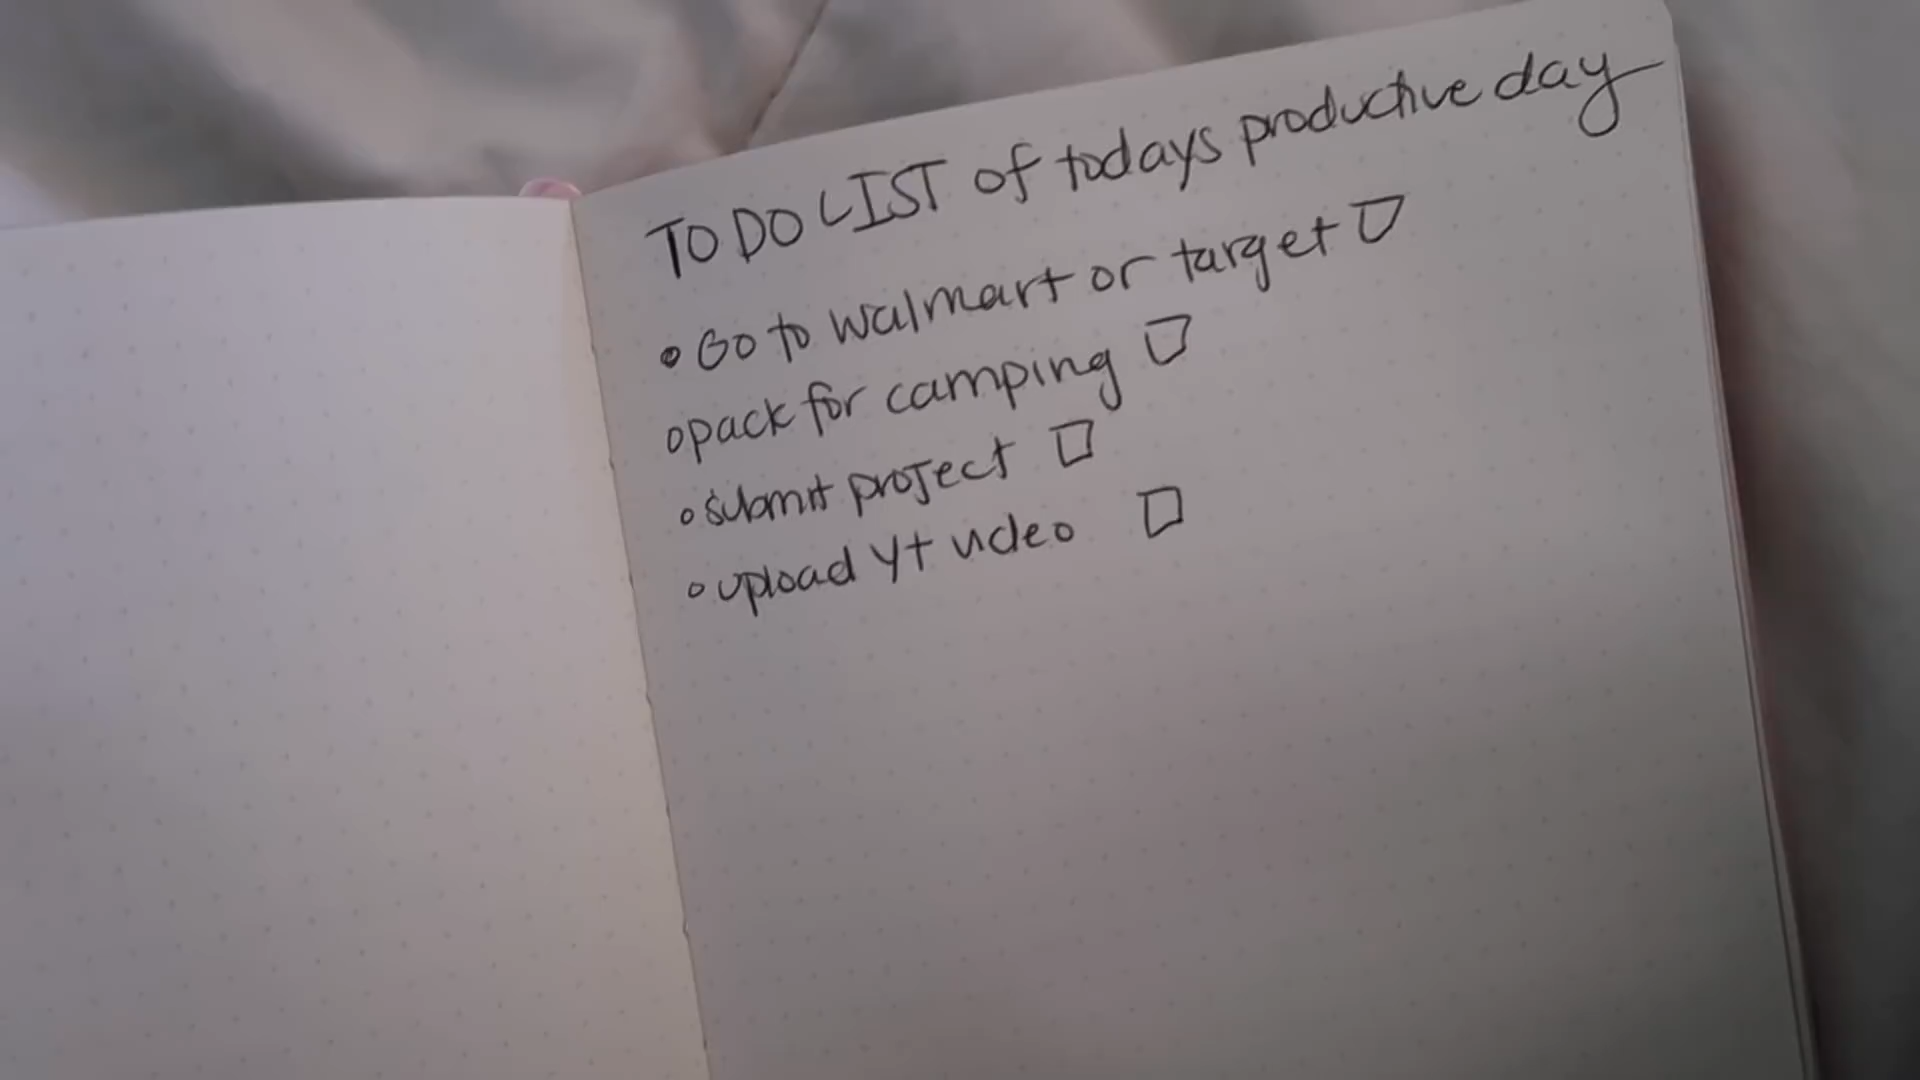 TO DO LIST of todays productive day
• Go to walmart or target ☐
○ pack for camping ☐
○ submit project ☐
○ upload yt video ☐